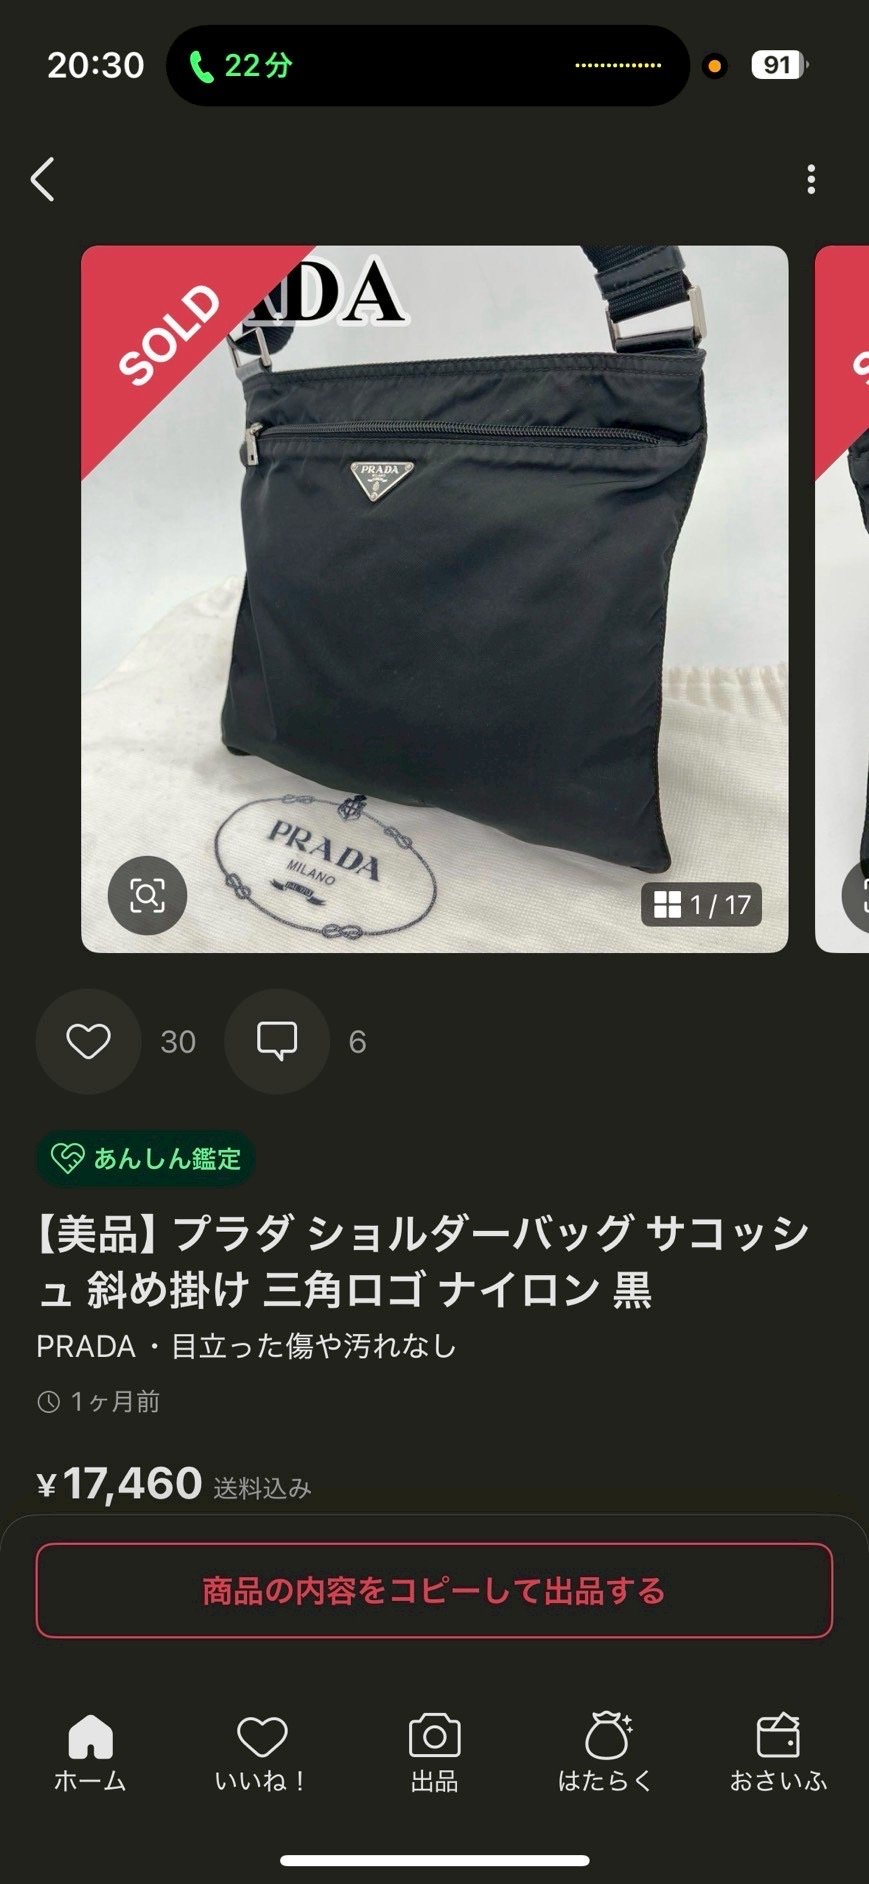 20:30
22分
91
SOLD
ADA
PRADA
PRADA
MILANO
1 / 17
30
6
あんしん鑑定
【美品】プラダ ショルダーバッグ サコッシ
ュ 斜め掛け 三角ロゴ ナイロン 黒
PRADA・目立った傷や汚れなし
1ヶ月前
¥17,460 送料込み
商品の内容をコピーして出品する
ホーム
いいね！
出品
はたらく
おさいふ